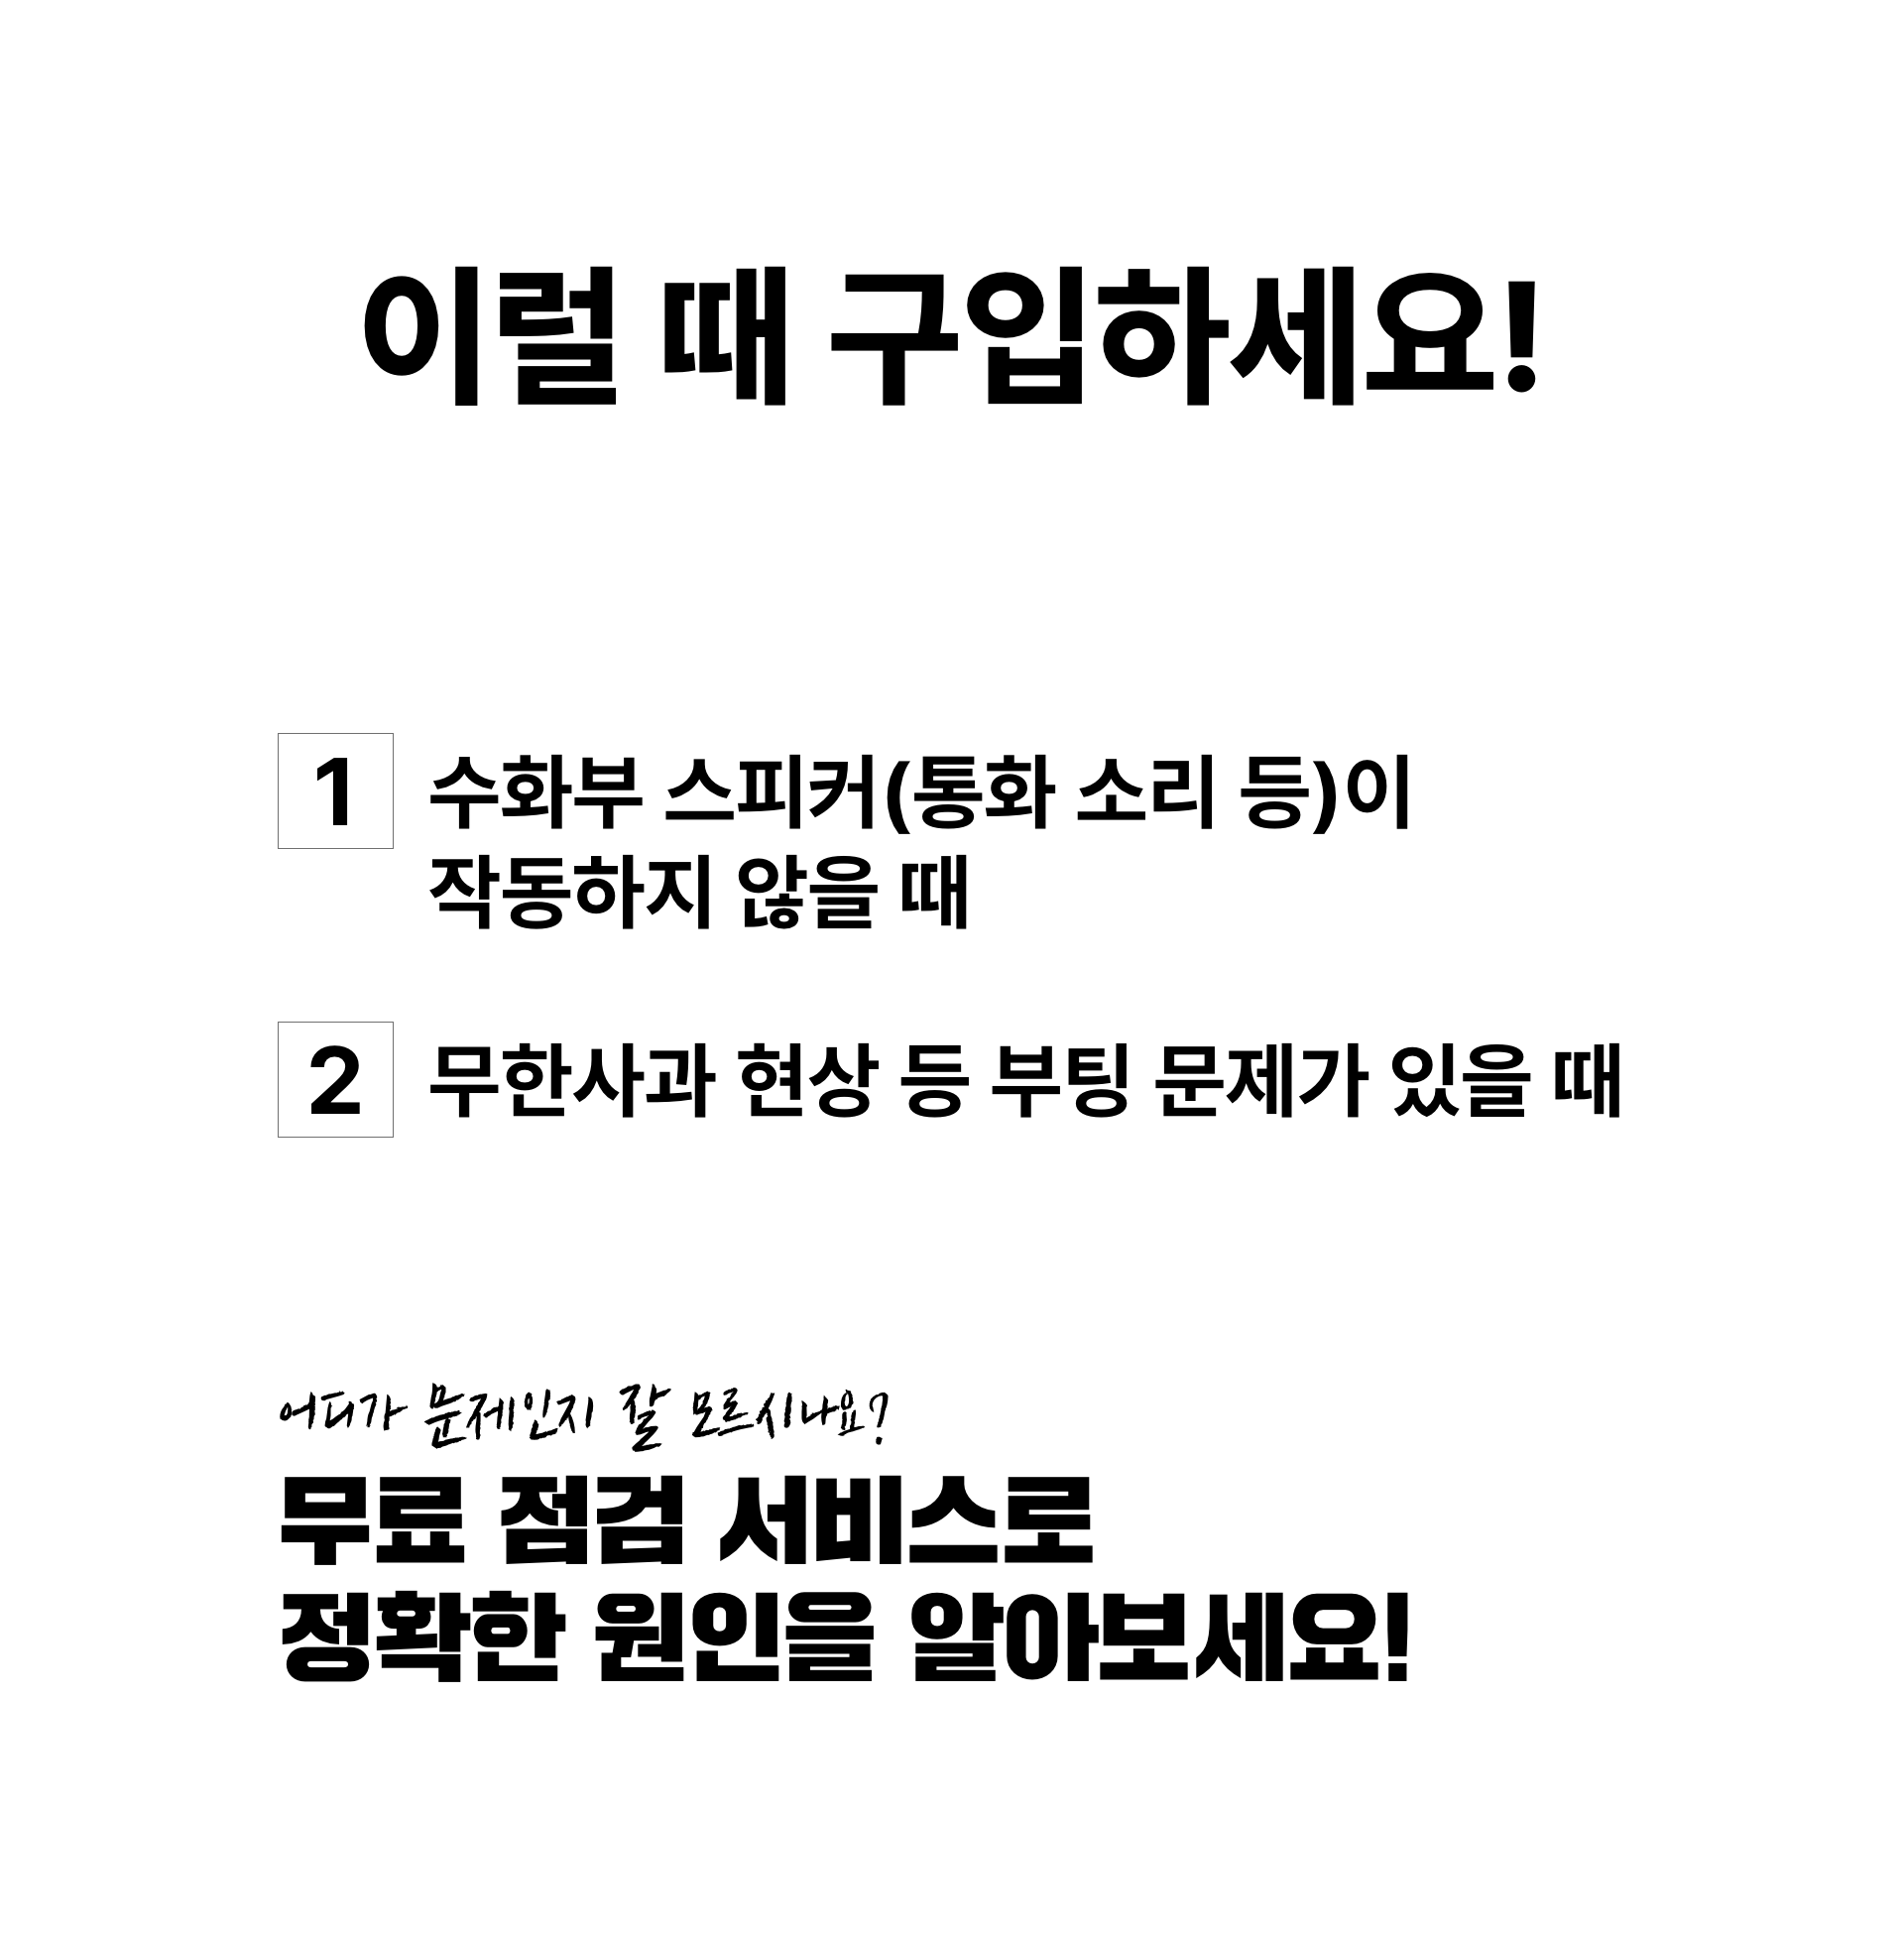 이럴 때 구입하세요!
1 수화부 스피커(통화 소리 등)이
작동하지 않을 때
2 무한사과 현상 등 부팅 문제가 있을 때
어디가 문제인지 잘 모르시나요?
무료 점검 서비스로
정확한 원인을 알아보세요!